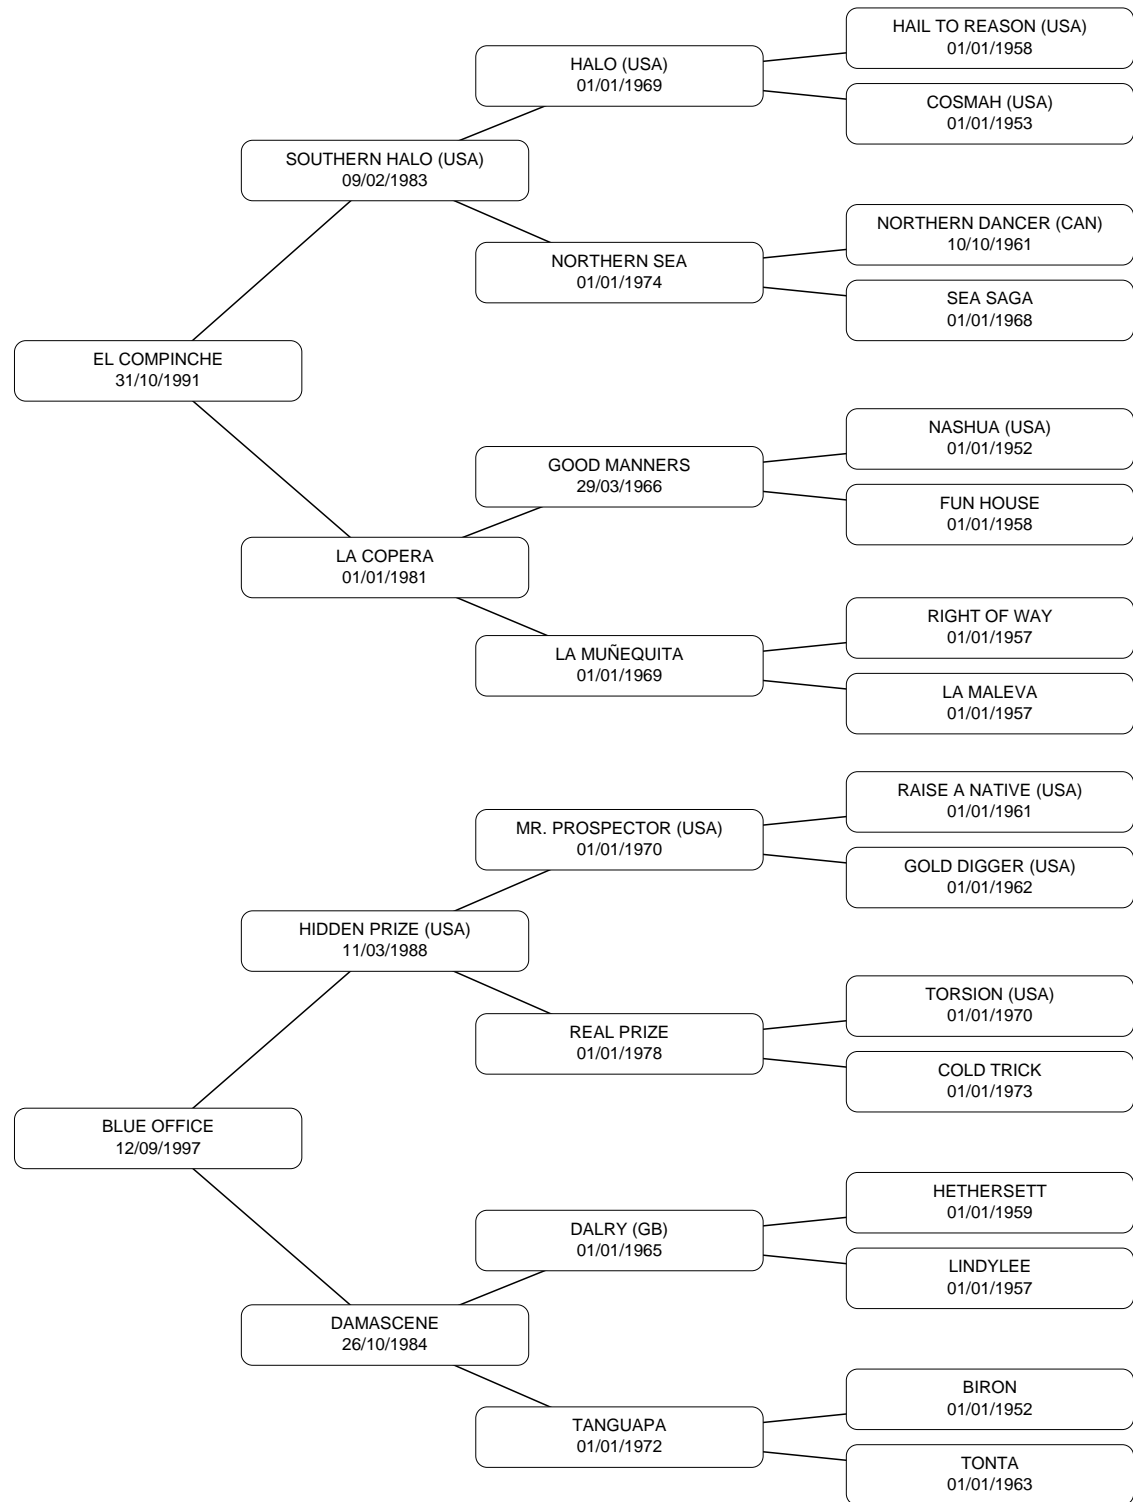 HAIL TO REASON (USA)
01/01/1958
HALO (USA)
01/01/1969
COSMAH (USA)
01/01/1953
SOUTHERN HALO (USA)
09/02/1983
NORTHERN DANCER (CAN)
10/10/1961
NORTHERN SEA
01/01/1974
SEA SAGA
01/01/1968
EL COMPINCHE
31/10/1991
NASHUA (USA)
01/01/1952
GOOD MANNERS
29/03/1966
FUN HOUSE
01/01/1958
LA COPERA
01/01/1981
RIGHT OF WAY
01/01/1957
LA MUÑEQUITA
01/01/1969
LA MALEVA
01/01/1957
RAISE A NATIVE (USA)
01/01/1961
MR. PROSPECTOR (USA)
01/01/1970
GOLD DIGGER (USA)
01/01/1962
HIDDEN PRIZE (USA)
11/03/1988
TORSION (USA)
01/01/1970
REAL PRIZE
01/01/1978
COLD TRICK
01/01/1973
BLUE OFFICE
12/09/1997
HETHERSETT
01/01/1959
DALRY (GB)
01/01/1965
LINDYLEE
01/01/1957
DAMASCENE
26/10/1984
BIRON
01/01/1952
TANGUAPA
01/01/1972
TONTA
01/01/1963